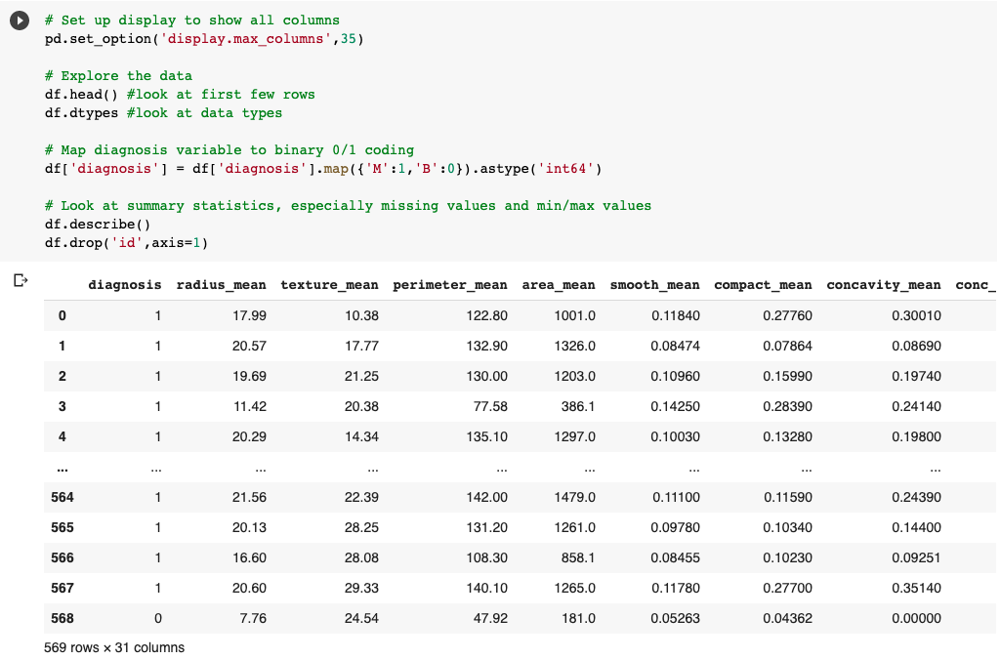 # Set up display to show all columns
pd.set_option('display.max_columns',35)
# Explore the data
df.head() #look at first few rows
df.dtypes #look at data types
# Map diagnosis variable to binary 0/1 coding
df['diagnosis'] = df['diagnosis'].map({'M':1,'B':0}).astype('int64')
# Look at summary statistics, especially missing values and min/max values
df.describe()
df.drop('id',axis=1)
diagnosis radius_mean texture_mean perimeter_mean area_mean smooth_mean compact_mean concavity_mean conc_
0 1 17.99 10.38 122.80 1001.0 0.11840 0.27760 0.30010
1 1 20.57 17.77 132.90 1326.0 0.08474 0.07864 0.08690
2 1 19.69 21.25 130.00 1203.0 0.10960 0.15990 0.19740
3 1 11.42 20.38 77.58 386.1 0.14250 0.28390 0.24140
4 1 20.29 14.34 135.10 1297.0 0.10030 0.13280 0.19800
... ... ... ... ... ... ... ... ...
564 1 21.56 22.39 142.00 1479.0 0.11100 0.11590 0.24390
565 1 20.13 28.25 131.20 1261.0 0.09780 0.10340 0.14400
566 1 16.60 28.08 108.30 858.1 0.08455 0.10230 0.09251
567 1 20.60 29.33 140.10 1265.0 0.11780 0.27700 0.35140
568 0 7.76 24.54 47.92 181.0 0.05263 0.04362 0.00000
569 rows × 31 columns